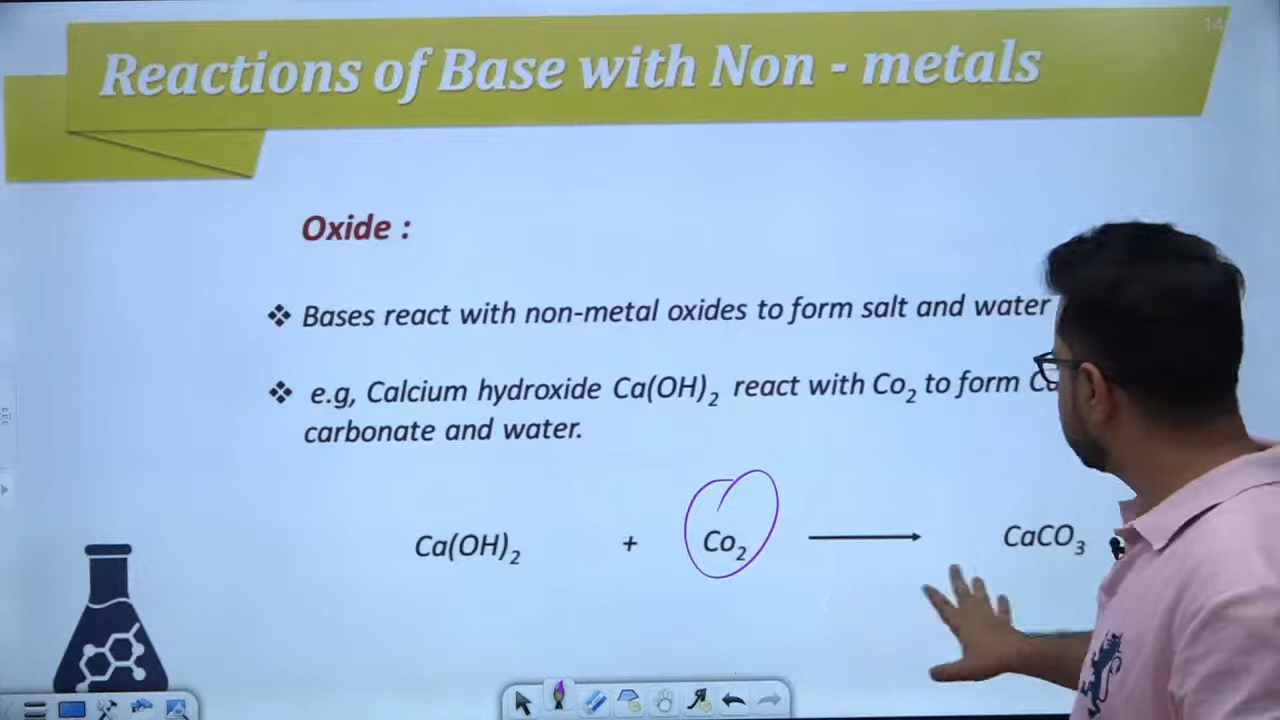 14
Reactions of Base with Non - metals
Oxide :
❖ Bases react with non-metal oxides to form salt and water
❖ e.g, Calcium hydroxide Ca(OH)₂ react with Co₂ to form
carbonate and water.
Ca(OH)₂ + Co₂ ⟶ CaCO₃